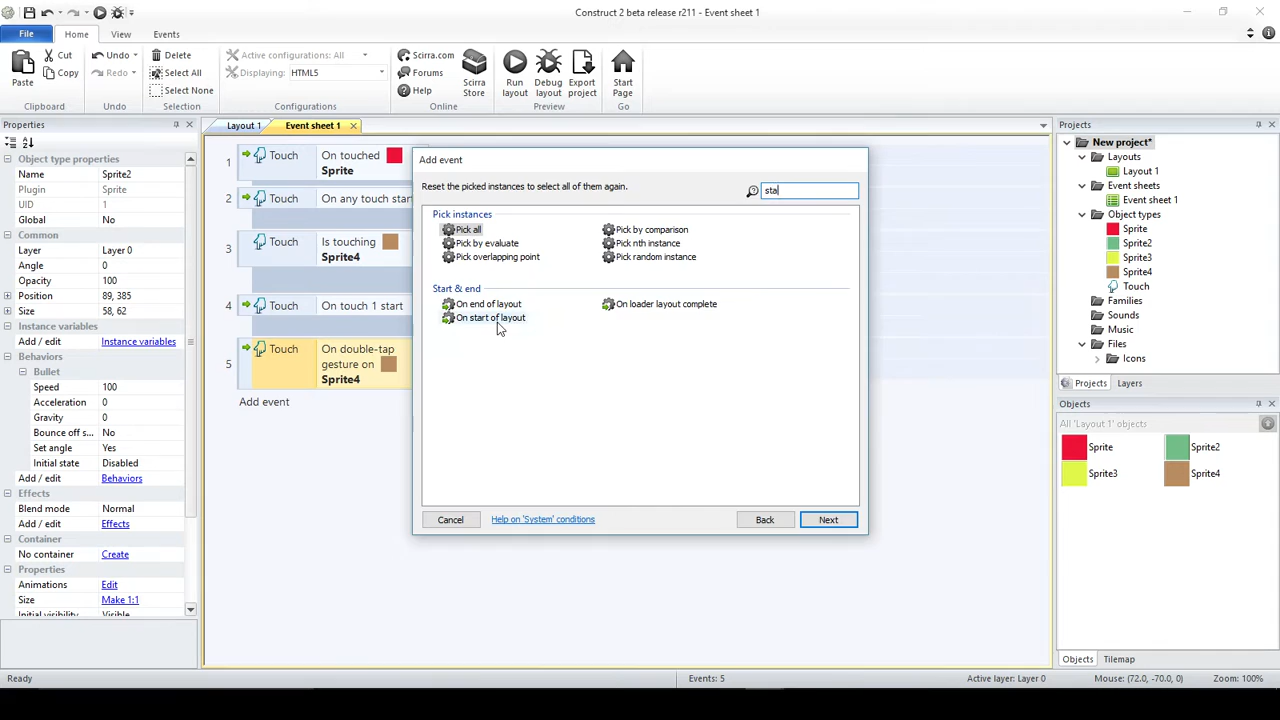 Construct 2 beta release r211 - Event sheet 1
File
Home
View
Events
Paste
Cut
Copy
Clipboard
Undo
Redo
Undo
Delete
Select All
Select None
Selection
Active configurations: All
Displaying: HTML5
Configurations
Scirra.com
Forums
Help
Scirra Store
Online
Run layout
Debug layout
Export project
Preview
Start Page
Go
Properties
Object type properties
Name Sprite2
Plugin Sprite
UID 1
Global No
Common
Layer Layer 0
Angle 0
Opacity 100
Position 89, 385
Size 58, 62
Instance variables
Add / edit Instance variables
Behaviors
Bullet
Speed 100
Acceleration 0
Gravity 0
Bounce off s... No
Set angle Yes
Initial state Disabled
Add / edit Behaviors
Effects
Blend mode Normal
Add / edit Effects
Container
No container Create
Properties
Animations Edit
Size Make 1:1
Initial visibility Visible
Layout 1
Event sheet 1
1 Touch On touched
Sprite
2 Touch On any touch start
3 Touch Is touching
Sprite4
4 Touch On touch 1 start
5 Touch On double-tap
gesture on
Sprite4
Add event
Add event
Reset the picked instances to select all of them again.
sta
Pick instances
Pick all
Pick by comparison
Pick by evaluate
Pick nth instance
Pick overlapping point
Pick random instance
Start & end
On end of layout
On loader layout complete
On start of layout
Cancel
Help on 'System' conditions
Back
Next
Projects
New project*
Layouts
Layout 1
Event sheets
Event sheet 1
Object types
Sprite
Sprite2
Sprite3
Sprite4
Touch
Families
Sounds
Music
Files
Icons
Projects
Layers
Objects
All 'Layout 1' objects
Sprite
Sprite2
Sprite3
Sprite4
Objects
Tilemap
Ready
Events: 5
Active layer: Layer 0
Mouse: (72.0, -70.0, 0)
Zoom: 100%